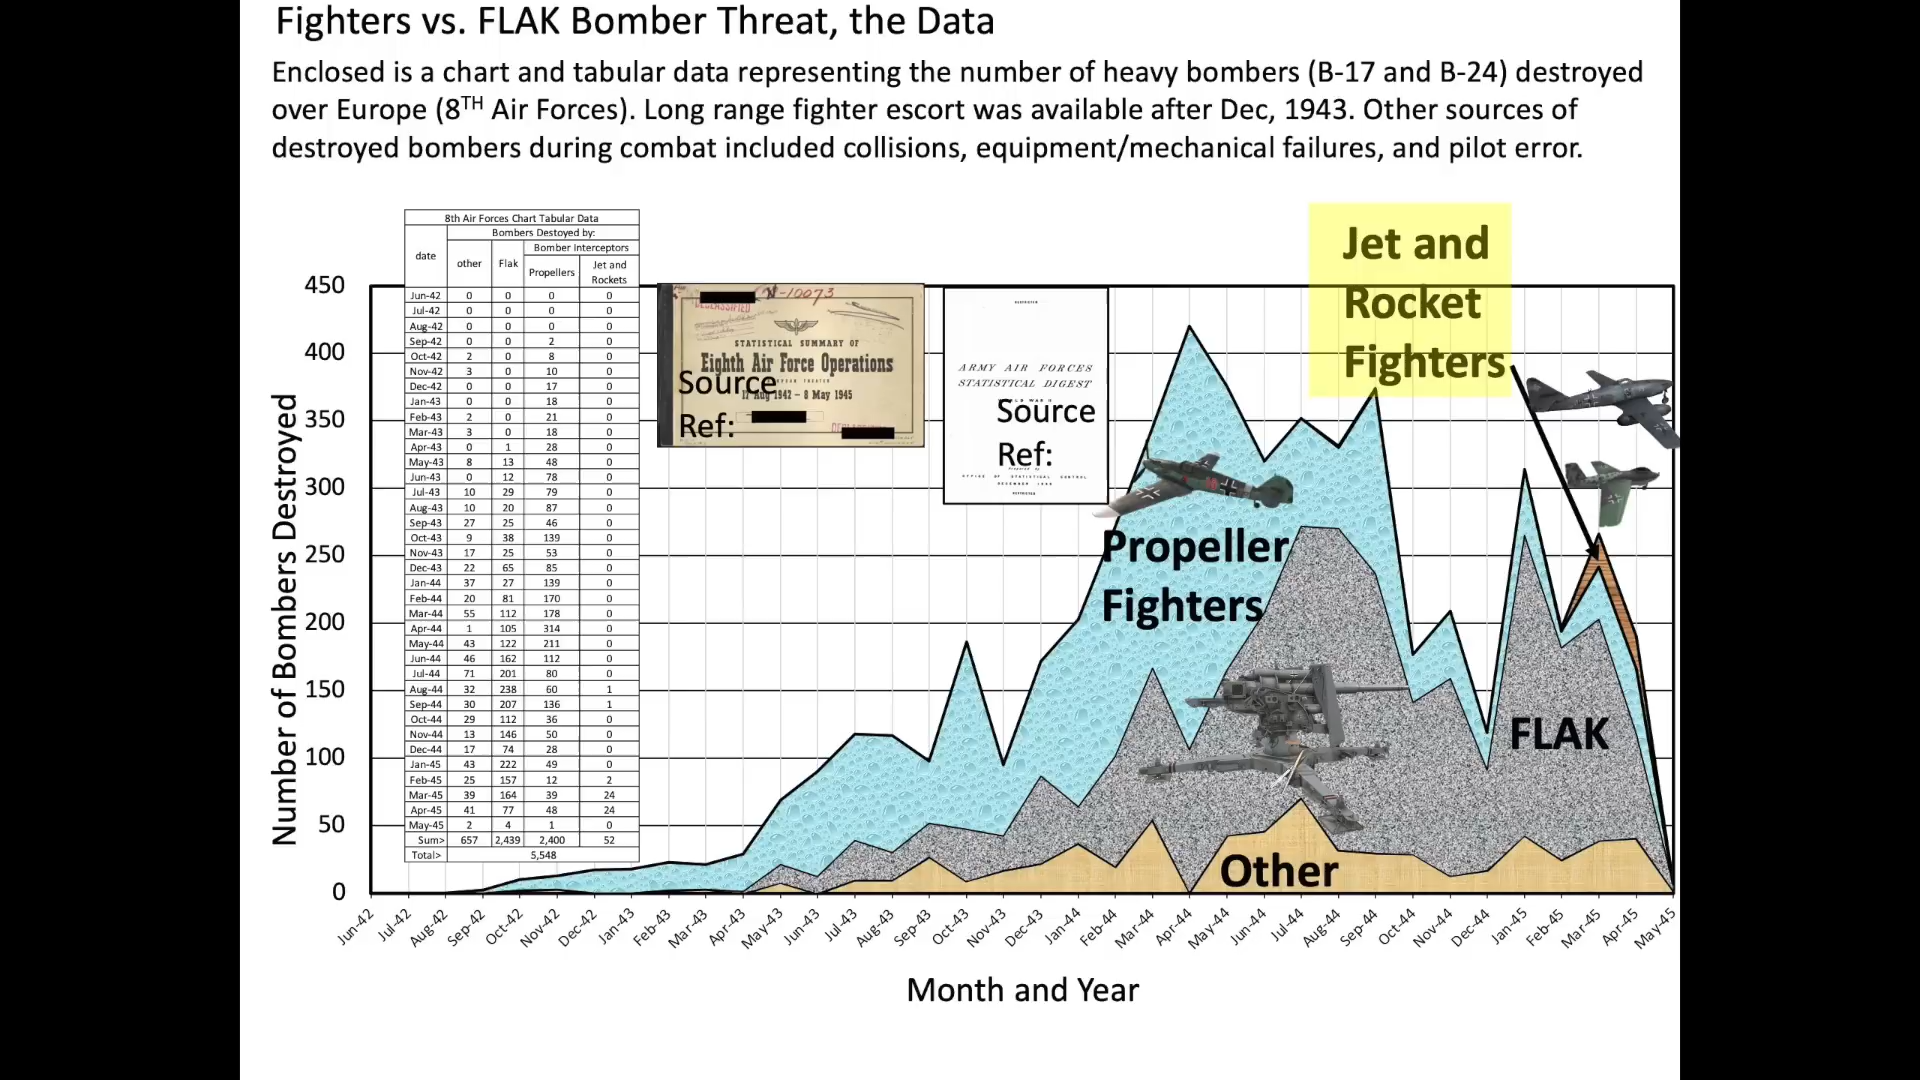 Fighters vs. FLAK Bomber Threat, the Data
Enclosed is a chart and tabular data representing the number of heavy bombers (B-17 and B-24) destroyed
over Europe (8TH Air Forces). Long range fighter escort was available after Dec, 1943. Other sources of
destroyed bombers during combat included collisions, equipment/mechanical failures, and pilot error.
8th Air Forces Chart Tabular Data
Bombers Destoyed by:
Bomber Interceptors
date other Flak Propellers Jet and
Rockets
Jun-42 0 0 0 0
Jul-42 0 0 0 0
Aug-42 0 0 0 0
Sep-42 0 0 2 0
Oct-42 2 0 8 0
Nov-42 3 0 10 0
Dec-42 0 0 17 0
Jan-43 0 0 18 0
Feb-43 2 0 21 0
Mar-43 3 0 18 0
Apr-43 0 1 28 0
May-43 8 13 48 0
Jun-43 0 12 78 0
Jul-43 10 29 79 0
Aug-43 10 20 87 0
Sep-43 27 25 46 0
Oct-43 9 38 139 0
Nov-43 17 25 53 0
Dec-43 22 65 85 0
Jan-44 37 27 139 0
Feb-44 20 81 170 0
Mar-44 55 112 178 0
Apr-44 1 105 314 0
May-44 43 122 211 0
Jun-44 46 162 112 0
Jul-44 71 201 80 0
Aug-44 32 238 60 1
Sep-44 30 207 136 1
Oct-44 29 112 36 0
Nov-44 13 146 50 0
Dec-44 17 74 28 0
Jan-45 43 222 49 0
Feb-45 25 157 12 2
Mar-45 39 164 39 24
Apr-45 41 77 48 24
May-45 2 4 1 0
Sum> 657 2,439 2,400 52
Total> 5,548
N-10073
DECLASSIFIED
STATISTICAL SUMMARY OF
Eighth Air Force Operations
17 Aug 1942 – 8 May 1945
Source
Ref:
RESTRICTED
ARMY AIR FORCES
STATISTICAL DIGEST
WORLD WAR II
Source
Ref:
Prepared by
OFFICE OF STATISTICAL CONTROL
DECEMBER 1945
RESTRICTED
Jet and
Rocket
Fighters
Propeller
Fighters
FLAK
Other
Number of Bombers Destroyed
450
400
350
300
250
200
150
100
50
0
Jun-42 Jul-42 Aug-42 Sep-42 Oct-42 Nov-42 Dec-42 Jan-43 Feb-43 Mar-43 Apr-43 May-43 Jun-43 Jul-43 Aug-43 Sep-43 Oct-43 Nov-43 Dec-43 Jan-44 Feb-44 Mar-44 Apr-44 May-44 Jun-44 Jul-44 Aug-44 Sep-44 Oct-44 Nov-44 Dec-44 Jan-45 Feb-45 Mar-45 Apr-45 May-45
Month and Year